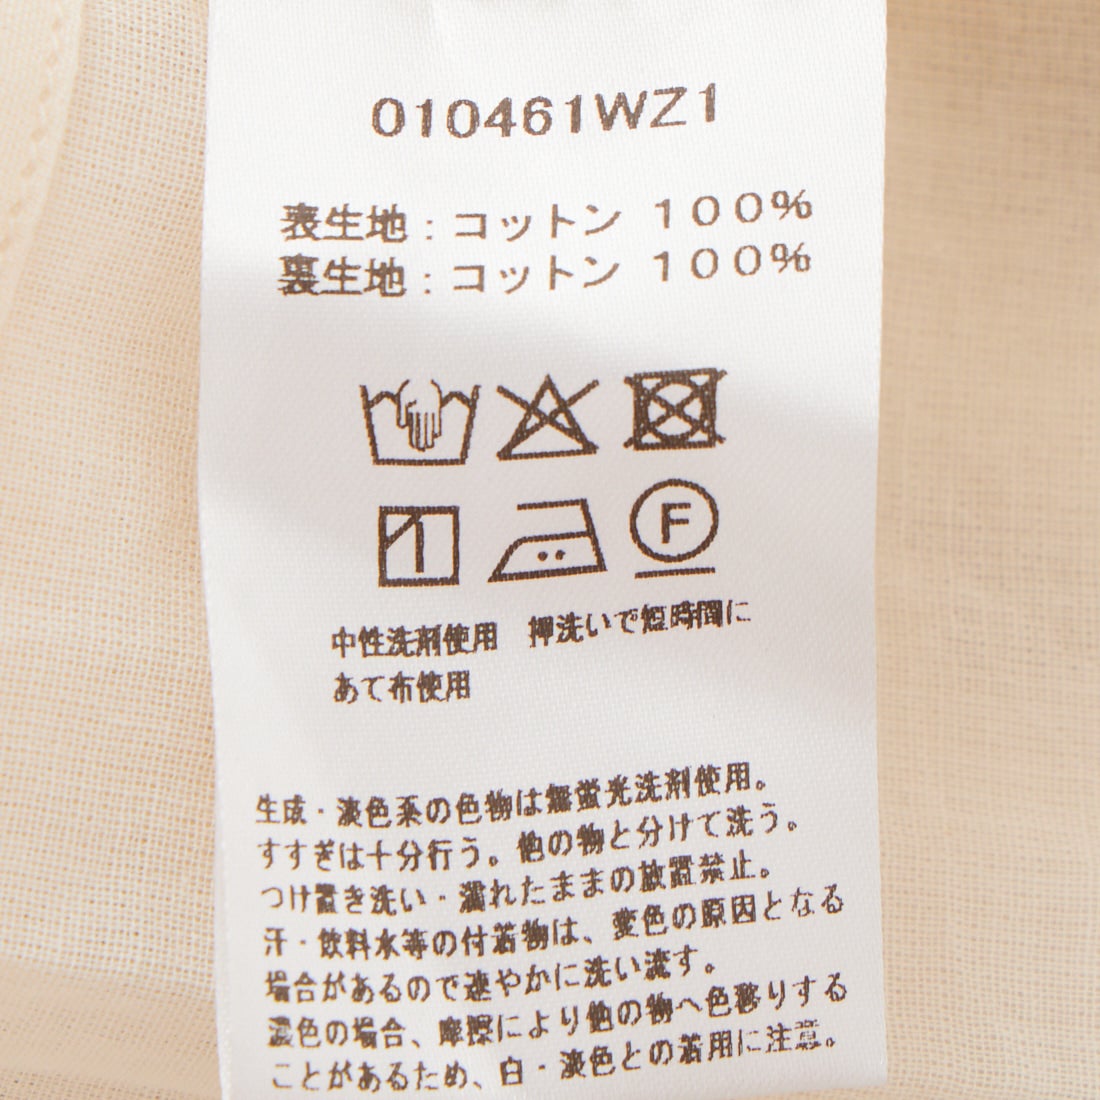 010461WZ1
表生地：コットン １００％
裏生地：コットン １００％
1
F
中性洗剤使用 押洗いで短時間に
あて布使用
生成・淡色系の色物は無蛍光洗剤使用。
すすぎは十分行う。他の物と分けて洗う。
つけ置き洗い・濡れたままの放置禁止。
汗・飲料水等の付着物は、変色の原因となる
場合があるので速やかに洗い流す。
濃色の場合、摩擦により他の物へ色移りする
ことがあるため、白・淡色との着用に注意。